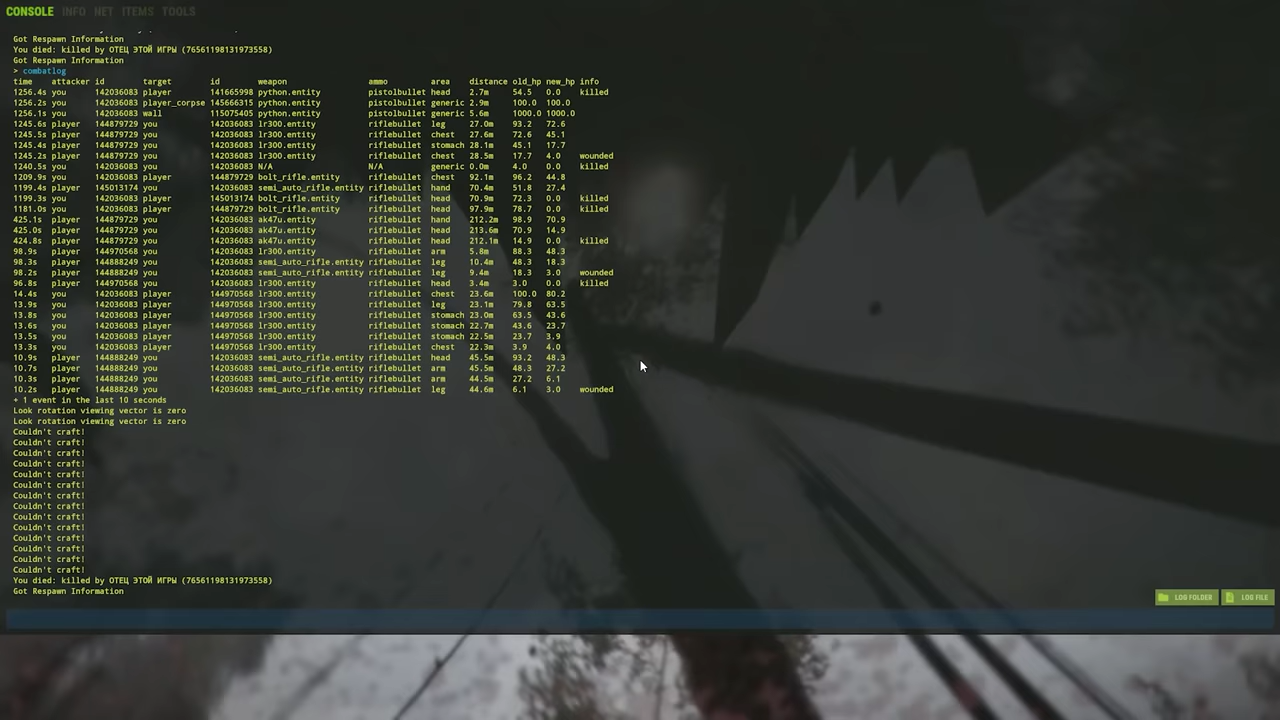 CONSOLE INFO NET ITEMS TOOLS
Got Respawn Information
You died: killed by ОТЕЦ ЭТОЙ ИГРЫ (76561198131973558)
Got Respawn Information
> combatlog
time attacker id target id weapon ammo area distance old_hp new_hp info
1256.4s you 142036083 player 141665998 python.entity pistolbullet head 2.7m 54.5 0.0 killed
1256.2s you 142036083 player_corpse 145666315 python.entity pistolbullet generic 2.9m 100.0 100.0
1256.1s you 142036083 wall 115075405 python.entity pistolbullet generic 5.6m 1000.0 1000.0
1245.6s player 144879729 you 142036083 lr300.entity riflebullet leg 27.0m 93.2 72.6
1245.5s player 144879729 you 142036083 lr300.entity riflebullet chest 27.6m 72.6 45.1
1245.4s player 144879729 you 142036083 lr300.entity riflebullet stomach 28.1m 45.1 17.7
1245.2s player 144879729 you 142036083 lr300.entity riflebullet chest 28.5m 17.7 4.0 wounded
1240.5s you 142036083 you 142036083 N/A N/A generic 0.0m 4.0 0.0 killed
1209.9s you 142036083 player 144879729 bolt_rifle.entity riflebullet chest 92.1m 96.2 44.8
1199.4s player 145013174 you 142036083 semi_auto_rifle.entity riflebullet hand 70.4m 51.8 27.4
1199.3s you 142036083 player 145013174 bolt_rifle.entity riflebullet head 70.9m 72.3 0.0 killed
1181.0s you 142036083 player 144879729 bolt_rifle.entity riflebullet head 97.9m 78.7 0.0 killed
425.1s player 144879729 you 142036083 ak47u.entity riflebullet hand 212.2m 98.9 70.9
425.0s player 144879729 you 142036083 ak47u.entity riflebullet head 213.6m 70.9 14.9
424.8s player 144879729 you 142036083 ak47u.entity riflebullet head 212.1m 14.9 0.0 killed
98.9s player 144970568 you 142036083 lr300.entity riflebullet arm 5.8m 88.3 48.3
98.3s player 144888249 you 142036083 semi_auto_rifle.entity riflebullet leg 10.4m 48.3 18.3
98.2s player 144888249 you 142036083 semi_auto_rifle.entity riflebullet leg 9.4m 18.3 3.0 wounded
96.8s player 144970568 you 142036083 lr300.entity riflebullet head 3.4m 3.0 0.0 killed
14.4s you 142036083 player 144970568 lr300.entity riflebullet chest 23.6m 100.0 80.2
13.9s you 142036083 player 144970568 lr300.entity riflebullet leg 23.1m 79.8 63.5
13.8s you 142036083 player 144970568 lr300.entity riflebullet stomach 23.0m 63.5 43.6
13.6s you 142036083 player 144970568 lr300.entity riflebullet stomach 22.7m 43.6 23.7
13.5s you 142036083 player 144970568 lr300.entity riflebullet stomach 22.5m 23.7 3.9
13.3s you 142036083 player 144970568 lr300.entity riflebullet chest 22.3m 3.9 4.0
10.9s player 144888249 you 142036083 semi_auto_rifle.entity riflebullet head 45.5m 93.2 48.3
10.7s player 144888249 you 142036083 semi_auto_rifle.entity riflebullet arm 45.5m 48.3 27.2
10.3s player 144888249 you 142036083 semi_auto_rifle.entity riflebullet arm 44.5m 27.2 6.1
10.2s player 144888249 you 142036083 semi_auto_rifle.entity riflebullet leg 44.6m 6.1 3.0 wounded
+ 1 event in the last 10 seconds
Look rotation viewing vector is zero
Look rotation viewing vector is zero
Couldn't craft!
Couldn't craft!
Couldn't craft!
Couldn't craft!
Couldn't craft!
Couldn't craft!
Couldn't craft!
Couldn't craft!
Couldn't craft!
Couldn't craft!
Couldn't craft!
Couldn't craft!
Couldn't craft!
Couldn't craft!
You died: killed by ОТЕЦ ЭТОЙ ИГРЫ (76561198131973558)
Got Respawn Information
LOG FOLDER LOG FILE